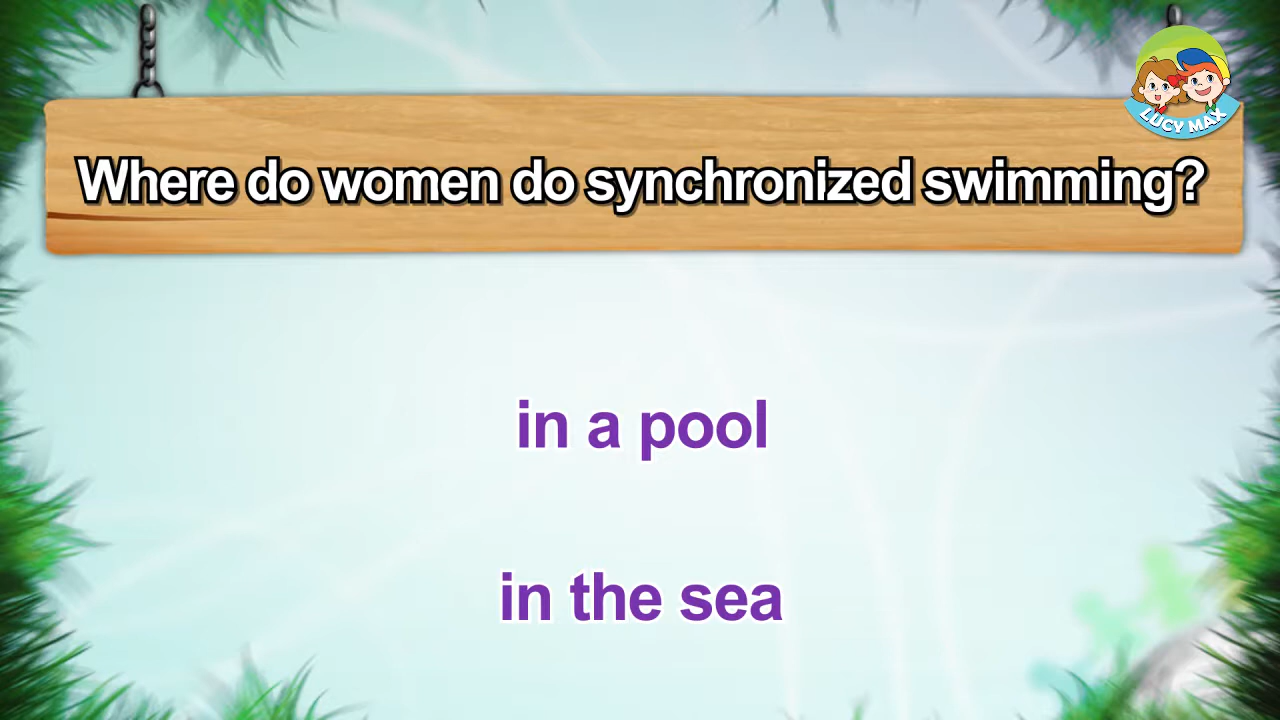 LUCY MAX
Where do women do synchronized swimming?
in a pool
in the sea